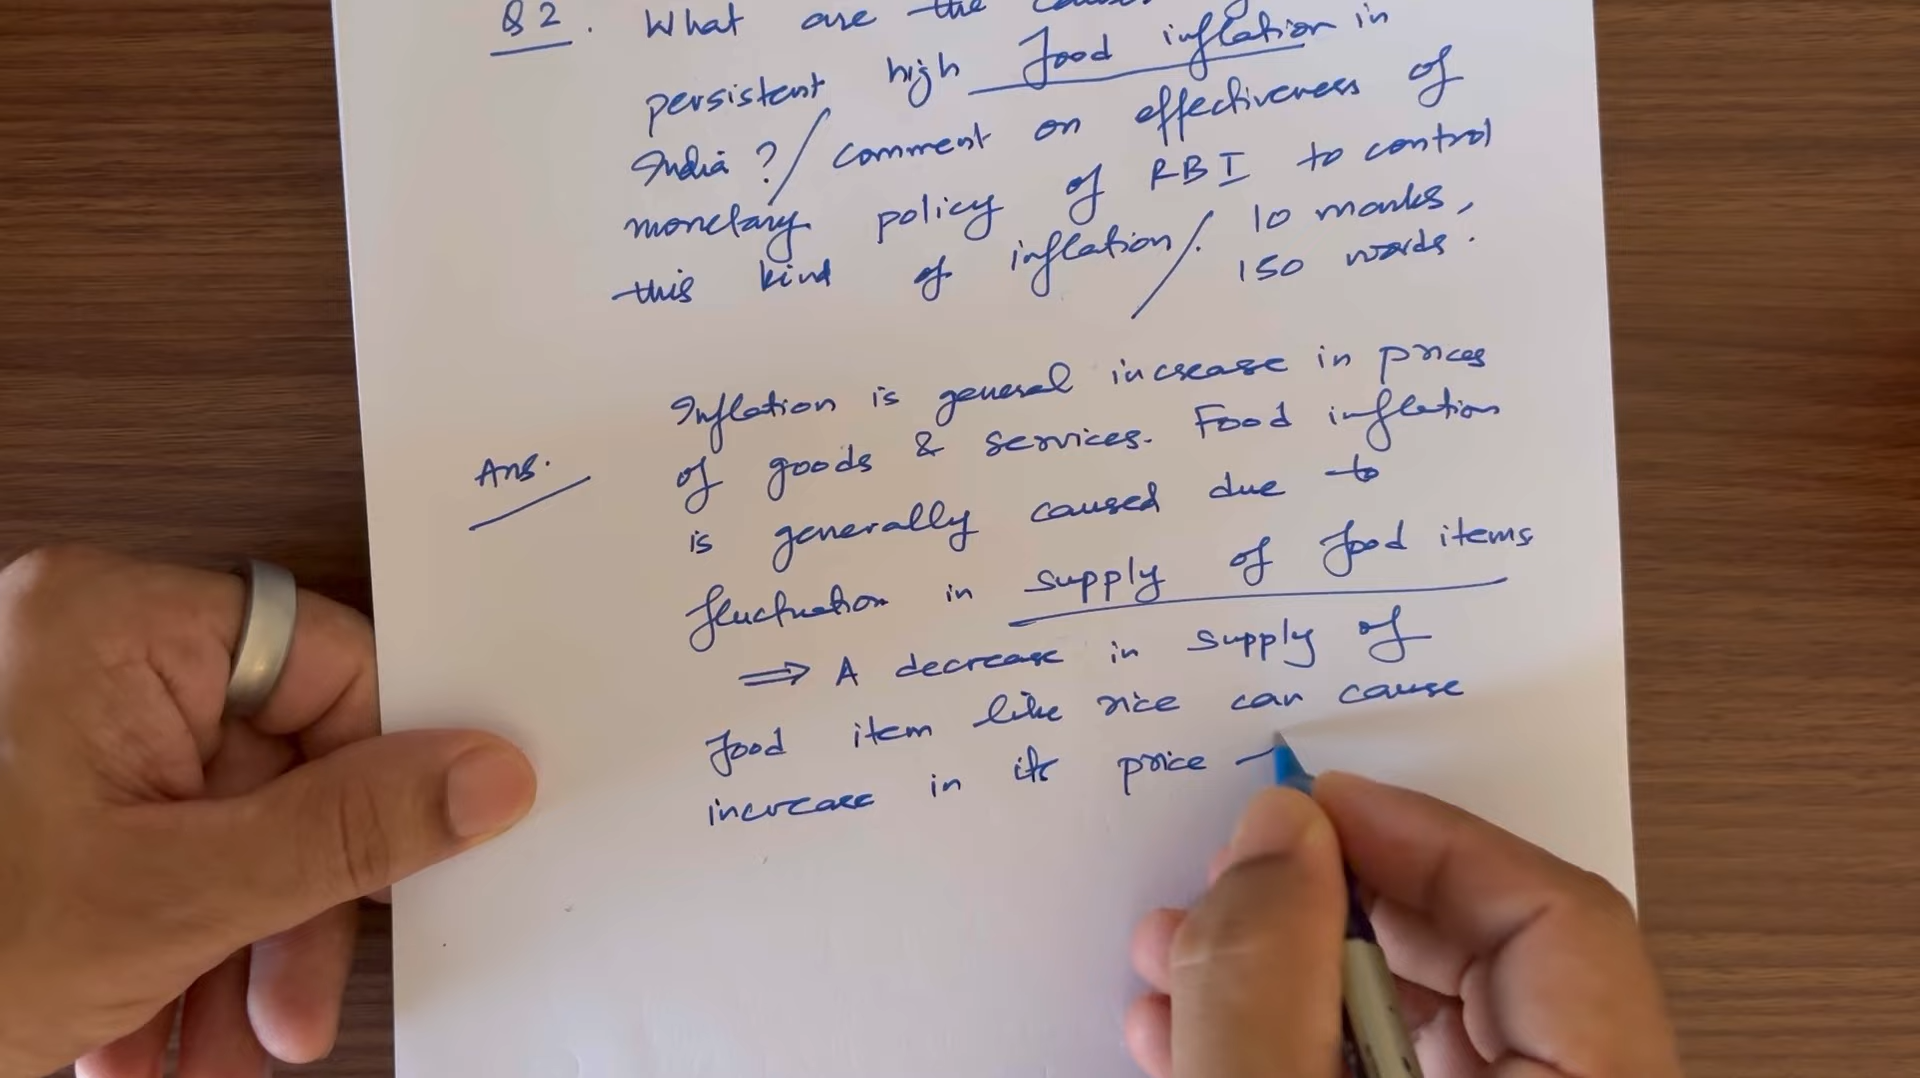 Q2. What are the
persistent high food inflation in
India? / comment on effectiveness of
monetary policy of RBI to control
this kind of inflation /. 10 marks,
150 words.
Ans.
Inflation is general increase in prices
of goods & services. Food inflation
is generally caused due to
fluctuation in supply of food items
⇒ A decrease in supply of
food item like rice can cause
increase in its price -